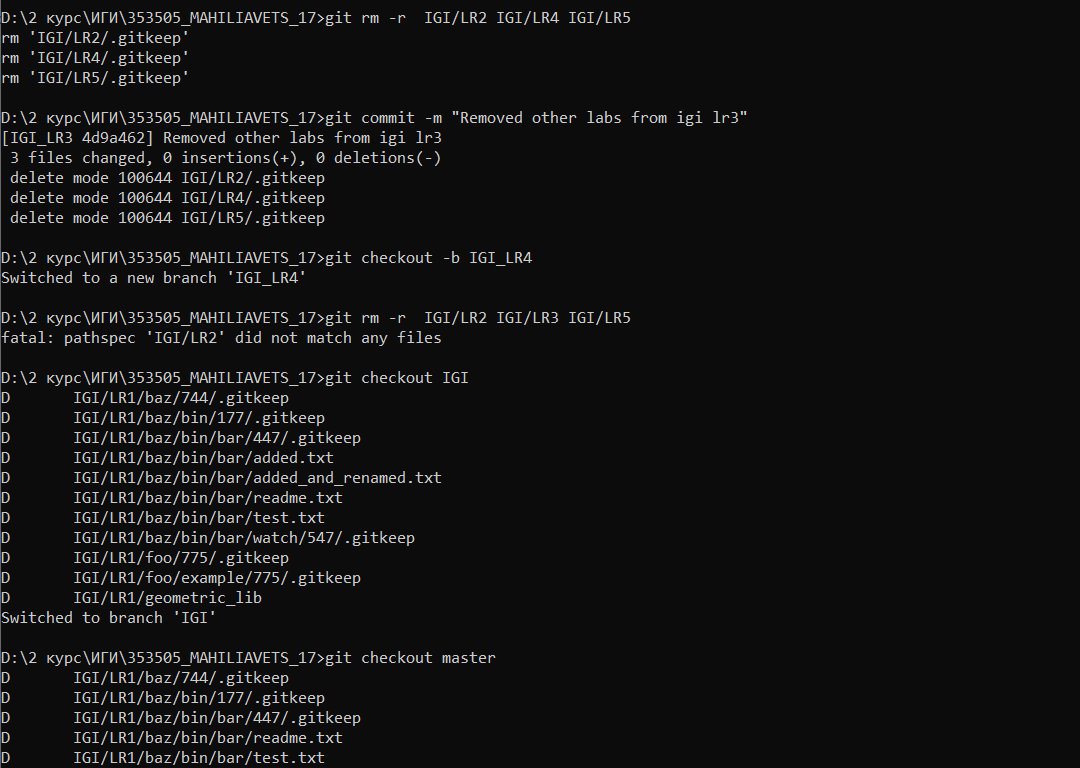 D:\2 курс\ИГИ\353505_MAHILIAVETS_17>git rm -r  IGI/LR2 IGI/LR4 IGI/LR5
rm 'IGI/LR2/.gitkeep'
rm 'IGI/LR4/.gitkeep'
rm 'IGI/LR5/.gitkeep'
D:\2 курс\ИГИ\353505_MAHILIAVETS_17>git commit -m "Removed other labs from igi lr3"
[IGI_LR3 4d9a462] Removed other labs from igi lr3
 3 files changed, 0 insertions(+), 0 deletions(-)
 delete mode 100644 IGI/LR2/.gitkeep
 delete mode 100644 IGI/LR4/.gitkeep
 delete mode 100644 IGI/LR5/.gitkeep
D:\2 курс\ИГИ\353505_MAHILIAVETS_17>git checkout -b IGI_LR4
Switched to a new branch 'IGI_LR4'
D:\2 курс\ИГИ\353505_MAHILIAVETS_17>git rm -r  IGI/LR2 IGI/LR3 IGI/LR5
fatal: pathspec 'IGI/LR2' did not match any files
D:\2 курс\ИГИ\353505_MAHILIAVETS_17>git checkout IGI
D       IGI/LR1/baz/744/.gitkeep
D       IGI/LR1/baz/bin/177/.gitkeep
D       IGI/LR1/baz/bin/bar/447/.gitkeep
D       IGI/LR1/baz/bin/bar/added.txt
D       IGI/LR1/baz/bin/bar/added_and_renamed.txt
D       IGI/LR1/baz/bin/bar/readme.txt
D       IGI/LR1/baz/bin/bar/test.txt
D       IGI/LR1/baz/bin/bar/watch/547/.gitkeep
D       IGI/LR1/foo/775/.gitkeep
D       IGI/LR1/foo/example/775/.gitkeep
D       IGI/LR1/geometric_lib
Switched to branch 'IGI'
D:\2 курс\ИГИ\353505_MAHILIAVETS_17>git checkout master
D       IGI/LR1/baz/744/.gitkeep
D       IGI/LR1/baz/bin/177/.gitkeep
D       IGI/LR1/baz/bin/bar/447/.gitkeep
D       IGI/LR1/baz/bin/bar/readme.txt
D       IGI/LR1/baz/bin/bar/test.txt